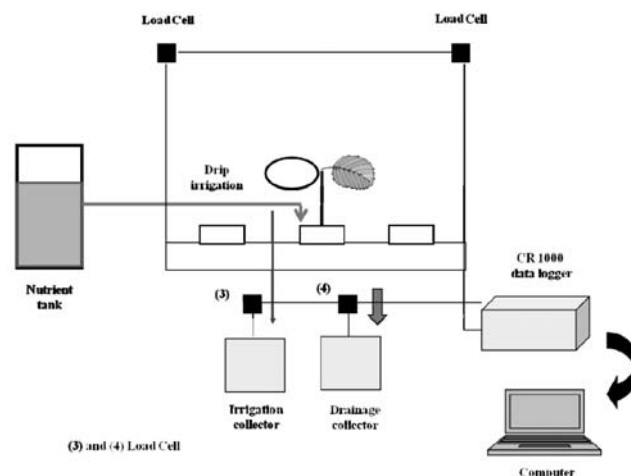 Load Cell
Load Cell
Drip
irrigation
Nutrient
tank
CR 1000
data logger
(3)
(4)
Irrigation
collector
Drainage
collector
(3) and (4) Load Cell
Computer